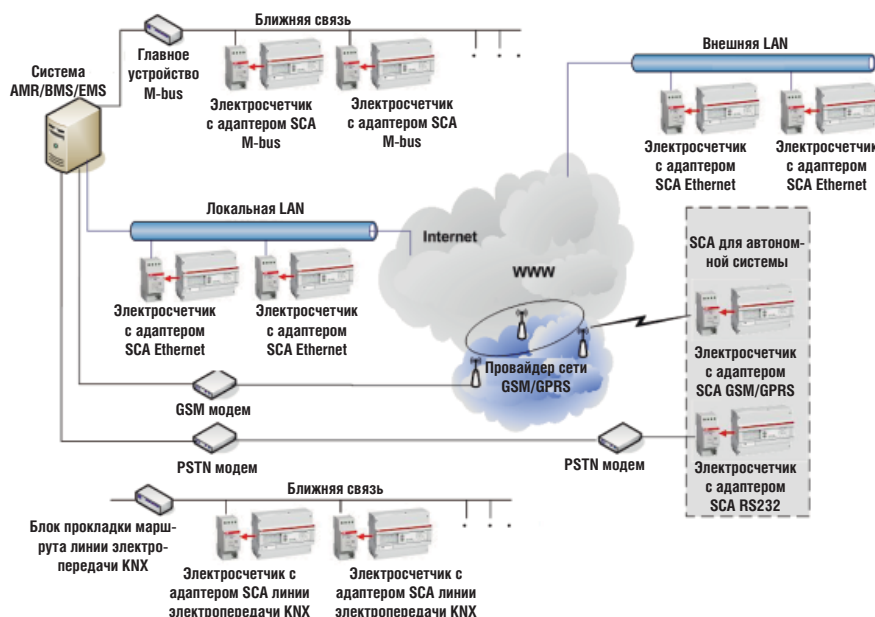 Ближняя связь
Главное
устройство
M-bus
Система
AMR/BMS/EMS
Электросчетчик
с адаптером SCA
M-bus
Электросчетчик
с адаптером SCA
M-bus
Внешняя LAN
Электросчетчик
с адаптером
SCA Ethernet
Электросчетчик
с адаптером
SCA Ethernet
Локальная LAN
Электросчетчик
с адаптером
SCA Ethernet
Электросчетчик
с адаптером
SCA Ethernet
Internet
www
Провайдер сети
GSM/GPRS
SCA для автоном-
ной системы
Электросчетчик
с адаптером
SCA GSM/GPRS
GSM модем
PSTN модем
PSTN модем
Электросчетчик
с адаптером
SCA RS232
Ближняя связь
Блок прокладки марш-
рута линии электро-
передачи KNX
Электросчетчик с
адаптером SCA линии
электропередачи KNX
Электросчетчик с
адаптером SCA линии
электропередачи KNX